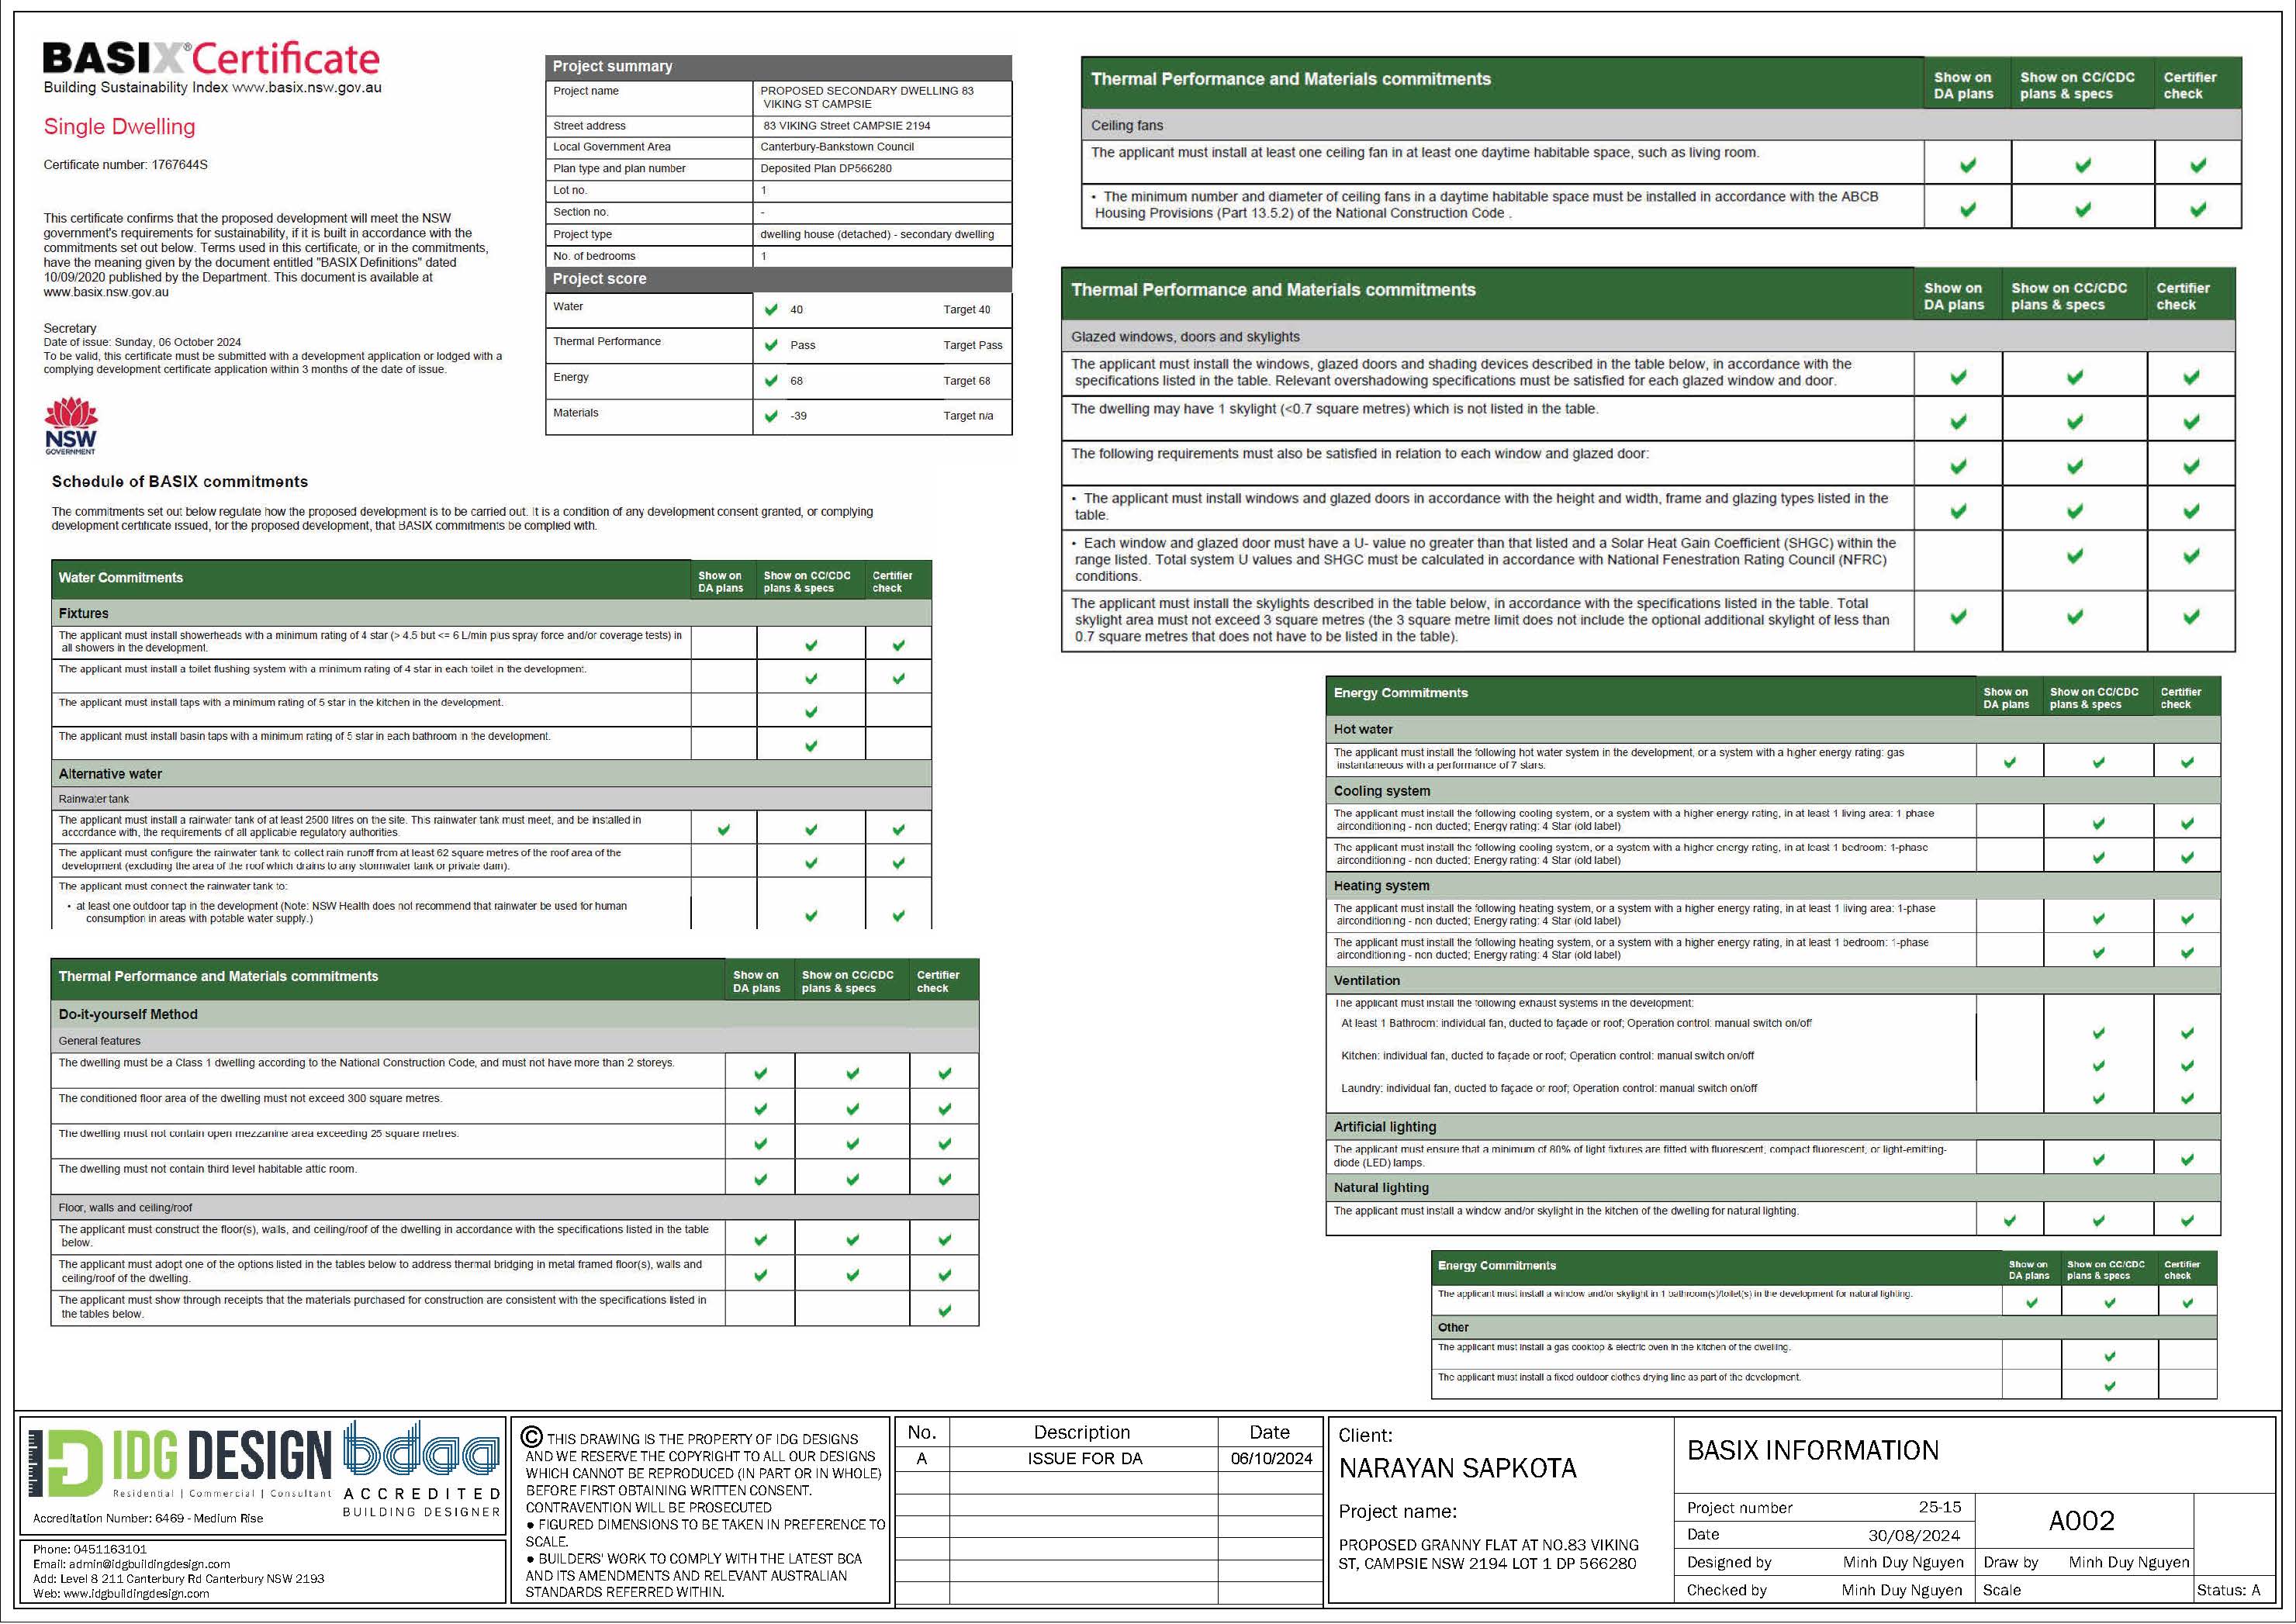 BASIX®Certificate
Building Sustainability Index www.basix.nsw.gov.au
Single Dwelling
Certificate number: 1767644S
This certificate confirms that the proposed development will meet the NSW
government's requirements for sustainability, if it is built in accordance with the
commitments set out below. Terms used in this certificate, or in the commitments,
have the meaning given by the document entitled "BASIX Definitions" dated
10/09/2020 published by the Department. This document is available at
www.basix.nsw.gov.au
Secretary
Date of issue: Sunday, 06 October 2024
To be valid, this certificate must be submitted with a development application or lodged with a
complying development certificate application within 3 months of the date of issue.
NSW
GOVERNMENT
Project summary
Project name PROPOSED SECONDARY DWELLING 83
VIKING ST CAMPSIE
Street address 83 VIKING Street CAMPSIE 2194
Local Government Area Canterbury-Bankstown Council
Plan type and plan number Deposited Plan DP566280
Lot no. 1
Section no. -
Project type dwelling house (detached) - secondary dwelling
No. of bedrooms 1
Project score
Water 40 Target 40
Thermal Performance Pass Target Pass
Energy 68 Target 68
Materials -39 Target n/a
Schedule of BASIX commitments
The commitments set out below regulate how the proposed development is to be carried out. It is a condition of any development consent granted, or complying
development certificate issued, for the proposed development, that BASIX commitments be complied with.
Water Commitments Show on DA plans Show on CC/CDC plans & specs Certifier check
Fixtures
The applicant must install showerheads with a minimum rating of 4 star (> 4.5 but <= 6 L/min plus spray force and/or coverage tests) in
all showers in the development.
The applicant must install a toilet flushing system with a minimum rating of 4 star in each toilet in the development.
The applicant must install taps with a minimum rating of 5 star in the kitchen in the development.
The applicant must install basin taps with a minimum rating of 5 star in each bathroom in the development.
Alternative water
Rainwater tank
The applicant must install a rainwater tank of at least 2500 litres on the site. This rainwater tank must meet, and be installed in
accordance with, the requirements of all applicable regulatory authorities.
The applicant must configure the rainwater tank to collect rain runoff from at least 62 square metres of the roof area of the
development (excluding the area of the roof which drains to any stormwater tank or private dam).
The applicant must connect the rainwater tank to:
• at least one outdoor tap in the development (Note: NSW Health does not recommend that rainwater be used for human
consumption in areas with potable water supply.)
Thermal Performance and Materials commitments Show on DA plans Show on CC/CDC plans & specs Certifier check
Do-it-yourself Method
General features
The dwelling must be a Class 1 dwelling according to the National Construction Code, and must not have more than 2 storeys.
The conditioned floor area of the dwelling must not exceed 300 square metres.
The dwelling must not contain open mezzanine area exceeding 25 square metres.
The dwelling must not contain third level habitable attic room.
Floor, walls and ceiling/roof
The applicant must construct the floor(s), walls, and ceiling/roof of the dwelling in accordance with the specifications listed in the table
below.
The applicant must adopt one of the options listed in the tables below to address thermal bridging in metal framed floor(s), walls and
ceiling/roof of the dwelling.
The applicant must show through receipts that the materials purchased for construction are consistent with the specifications listed in
the tables below.
Thermal Performance and Materials commitments Show on DA plans Show on CC/CDC plans & specs Certifier check
Ceiling fans
The applicant must install at least one ceiling fan in at least one daytime habitable space, such as living room.
• The minimum number and diameter of ceiling fans in a daytime habitable space must be installed in accordance with the ABCB
Housing Provisions (Part 13.5.2) of the National Construction Code .
Thermal Performance and Materials commitments Show on DA plans Show on CC/CDC plans & specs Certifier check
Glazed windows, doors and skylights
The applicant must install the windows, glazed doors and shading devices described in the table below, in accordance with the
specifications listed in the table. Relevant overshadowing specifications must be satisfied for each glazed window and door.
The dwelling may have 1 skylight (<0.7 square metres) which is not listed in the table.
The following requirements must also be satisfied in relation to each window and glazed door:
• The applicant must install windows and glazed doors in accordance with the height and width, frame and glazing types listed in the
table.
• Each window and glazed door must have a U- value no greater than that listed and a Solar Heat Gain Coefficient (SHGC) within the
range listed. Total system U values and SHGC must be calculated in accordance with National Fenestration Rating Council (NFRC)
conditions.
The applicant must install the skylights described in the table below, in accordance with the specifications listed in the table. Total
skylight area must not exceed 3 square metres (the 3 square metre limit does not include the optional additional skylight of less than
0.7 square metres that does not have to be listed in the table).
Energy Commitments Show on DA plans Show on CC/CDC plans & specs Certifier check
Hot water
The applicant must install the following hot water system in the development, or a system with a higher energy rating: gas
instantaneous with a performance of 7 stars.
Cooling system
The applicant must install the following cooling system, or a system with a higher energy rating, in at least 1 living area: 1 phase
airconditioning - non ducted; Energy rating: 4 Star (old label)
The applicant must install the following cooling system, or a system with a higher energy rating, in at least 1 bedroom: 1-phase
airconditioning - non ducted; Energy rating: 4 Star (old label)
Heating system
The applicant must install the following heating system, or a system with a higher energy rating, in at least 1 living area: 1-phase
airconditioning - non ducted; Energy rating: 4 Star (old label)
The applicant must install the following heating system, or a system with a higher energy rating, in at least 1 bedroom: 1-phase
airconditioning - non ducted; Energy rating: 4 Star (old label)
Ventilation
The applicant must install the following exhaust systems in the development:
At least 1 Bathroom: individual fan, ducted to façade or roof; Operation control: manual switch on/off
Kitchen: individual fan, ducted to façade or roof; Operation control: manual switch on/off
Laundry: individual fan, ducted to façade or roof; Operation control: manual switch on/off
Artificial lighting
The applicant must ensure that a minimum of 80% of light fixtures are fitted with fluorescent, compact fluorescent, or light-emitting-
diode (LED) lamps.
Natural lighting
The applicant must install a window and/or skylight in the kitchen of the dwelling for natural lighting.
Energy Commitments Show on DA plans Show on CC/CDC plans & specs Certifier check
The applicant must install a window and/or skylight in 1 bathroom(s)/toilet(s) in the development for natural lighting.
Other
The applicant must install a gas cooktop & electric oven in the kitchen of the dwelling.
The applicant must install a fixed outdoor clothes drying line as part of the development.
IDG DESIGN
Residential | Commercial | Consultant
bdaa
ACCREDITED
BUILDING DESIGNER
Accreditation Number: 6469 - Medium Rise
Phone: 0451163101
Email: admin@idgbuildingdesign.com
Add: Level 8 211 Canterbury Rd Canterbury NSW 2193
Web: www.idgbuildingdesign.com
© THIS DRAWING IS THE PROPERTY OF IDG DESIGNS
AND WE RESERVE THE COPYRIGHT TO ALL OUR DESIGNS
WHICH CANNOT BE REPRODUCED (IN PART OR IN WHOLE)
BEFORE FIRST OBTAINING WRITTEN CONSENT.
CONTRAVENTION WILL BE PROSECUTED
● FIGURED DIMENSIONS TO BE TAKEN IN PREFERENCE TO
SCALE.
● BUILDERS' WORK TO COMPLY WITH THE LATEST BCA
AND ITS AMENDMENTS AND RELEVANT AUSTRALIAN
STANDARDS REFERRED WITHIN.
No. Description Date
A ISSUE FOR DA 06/10/2024
Client:
NARAYAN SAPKOTA
Project name:
PROPOSED GRANNY FLAT AT NO.83 VIKING
ST, CAMPSIE NSW 2194 LOT 1 DP 566280
BASIX INFORMATION
Project number 25-15
Date 30/08/2024
A002
Designed by Minh Duy Nguyen Draw by Minh Duy Nguyen
Checked by Minh Duy Nguyen Scale
Status: A